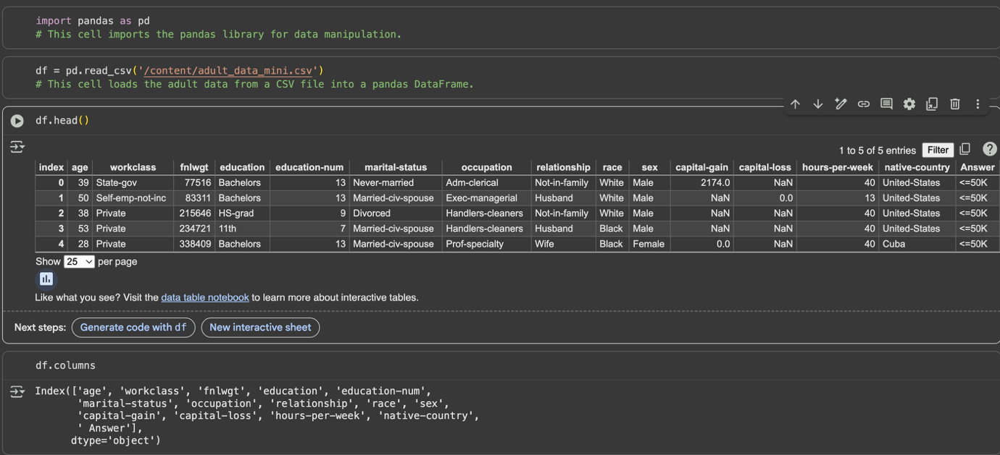 import pandas as pd
# This cell imports the pandas library for data manipulation.
df = pd.read_csv('/content/adult_data_mini.csv')
# This cell loads the adult data from a CSV file into a pandas DataFrame.
df.head()
1 to 5 of 5 entries Filter
index age workclass fnlwgt education education-num marital-status occupation relationship race sex capital-gain capital-loss hours-per-week native-country Answer
0 39 State-gov 77516 Bachelors 13 Never-married Adm-clerical Not-in-family White Male 2174.0 NaN 40 United-States <=50K
1 50 Self-emp-not-inc 83311 Bachelors 13 Married-civ-spouse Exec-managerial Husband White Male NaN 0.0 13 United-States <=50K
2 38 Private 215646 HS-grad 9 Divorced Handlers-cleaners Not-in-family White Male NaN NaN 40 United-States <=50K
3 53 Private 234721 11th 7 Married-civ-spouse Handlers-cleaners Husband Black Male NaN NaN 40 United-States <=50K
4 28 Private 338409 Bachelors 13 Married-civ-spouse Prof-specialty Wife Black Female 0.0 NaN 40 Cuba <=50K
Show 25 per page
Like what you see? Visit the data table notebook to learn more about interactive tables.
Next steps: Generate code with df New interactive sheet
df.columns
Index(['age', 'workclass', 'fnlwgt', 'education', 'education-num',
'marital-status', 'occupation', 'relationship', 'race', 'sex',
'capital-gain', 'capital-loss', 'hours-per-week', 'native-country',
' Answer'],
dtype='object')